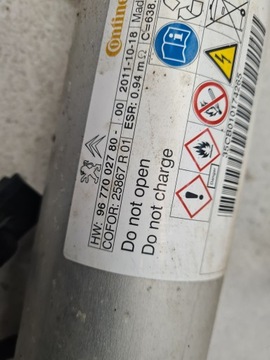 Contine
2011-10-18 Mad
ESR: 0.94 mΩ C=638,
HW: 96 770 027 80 - 00
COFOR: 25867 R 01
Do not open
Do not charge